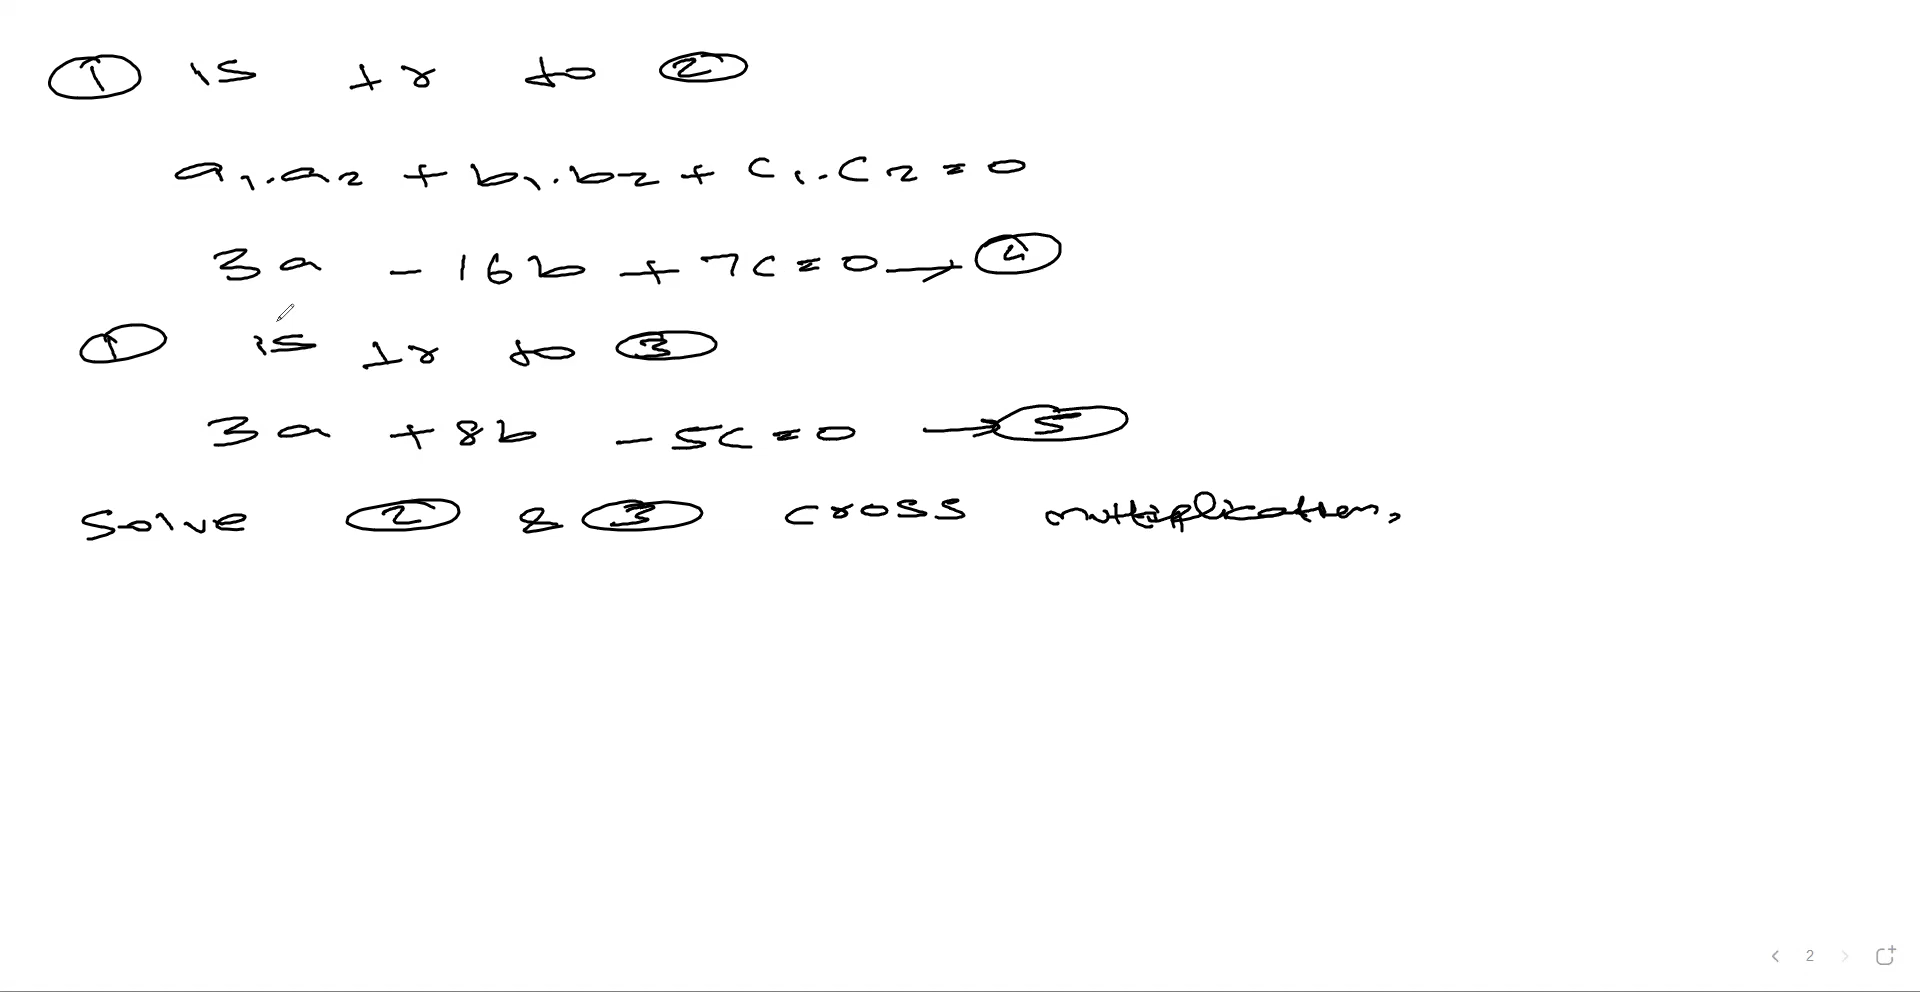 ① is ⊥r to ②
a₁.a₂ + b₁.b₂ + c₁.c₂ = 0
3a - 16b + 7c = 0 → ④
① is ⊥r to ③
3a + 8b - 5c = 0 → ⑤
Solve ② & ③ cross multiplication,
2